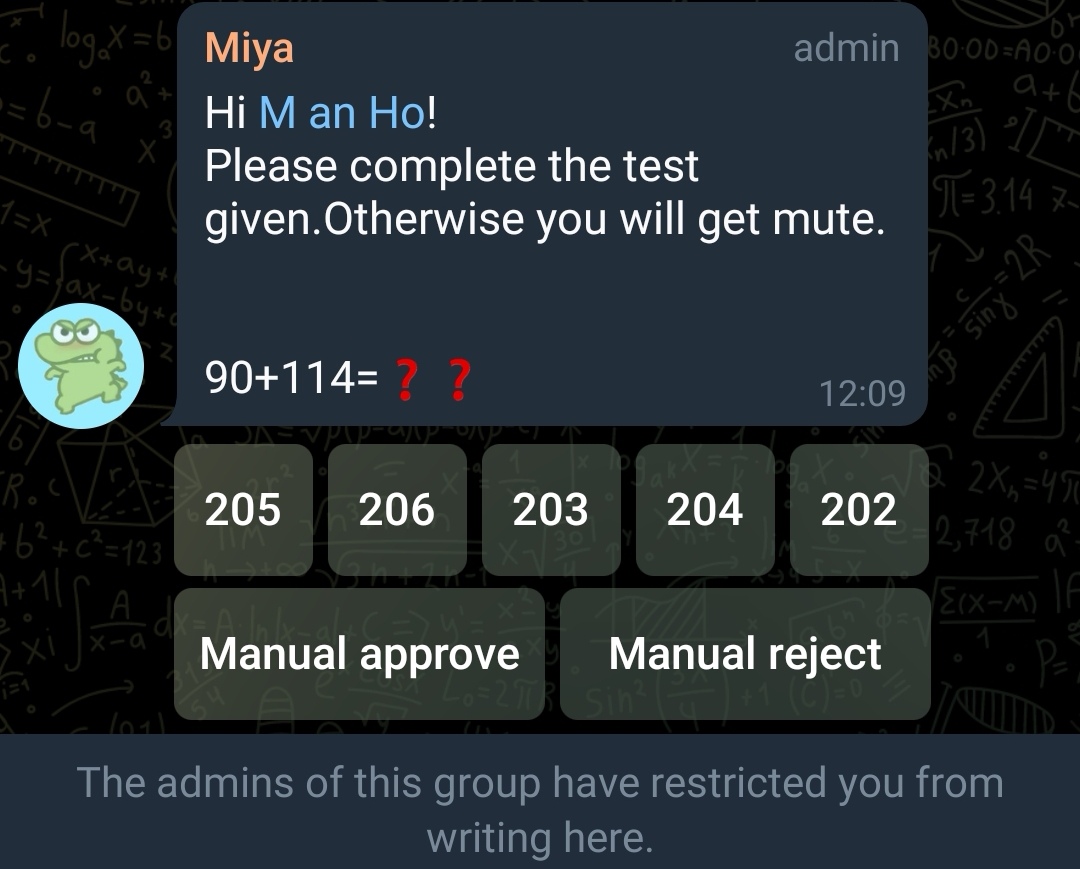 Miya admin
Hi M an Ho!
Please complete the test
given.Otherwise you will get mute.
90+114= ❓ ❓
12:09
205 206 203 204 202
Manual approve Manual reject
The admins of this group have restricted you from
writing here.